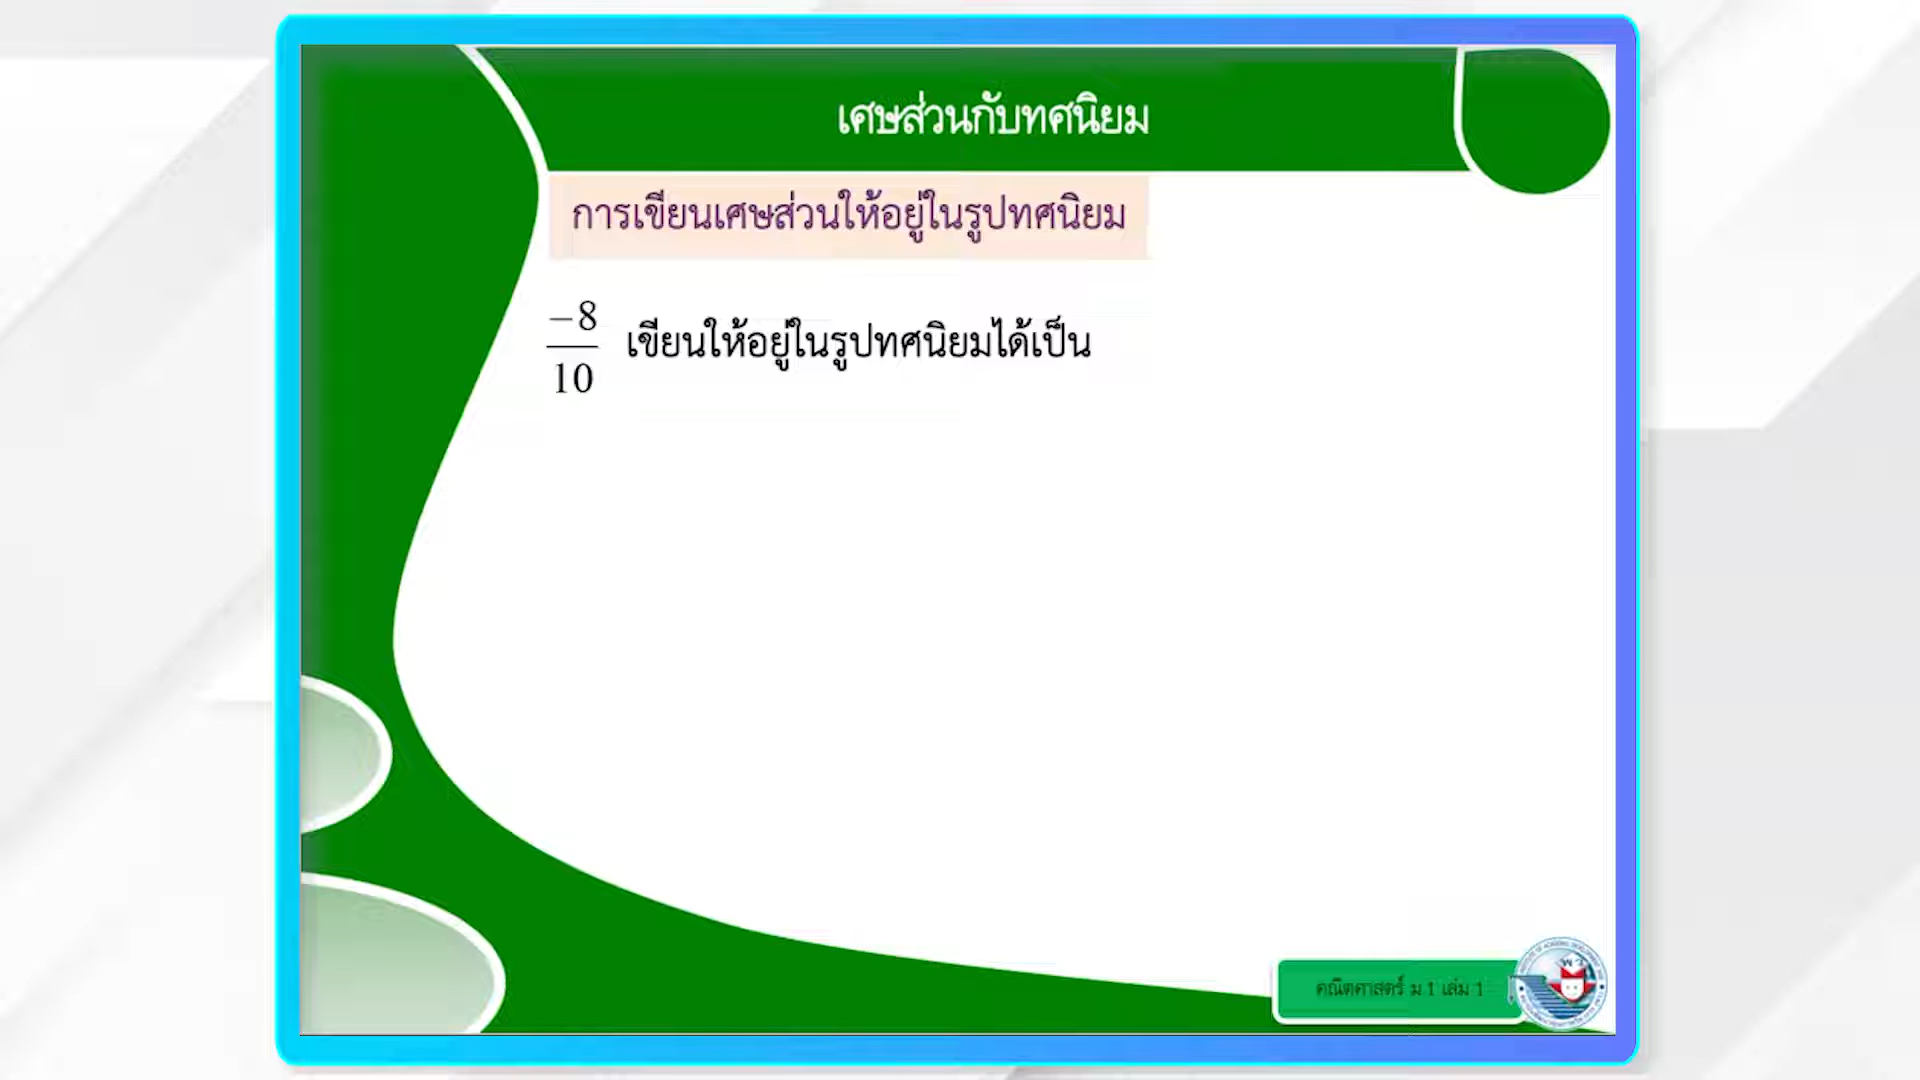 เศษส่วนกับทศนิยม
การเขียนเศษส่วนให้อยู่ในรูปทศนิยม
−8
10
เขียนให้อยู่ในรูปทศนิยมได้เป็น
คณิตศาสตร์ ม 1 เล่ม 1
พว